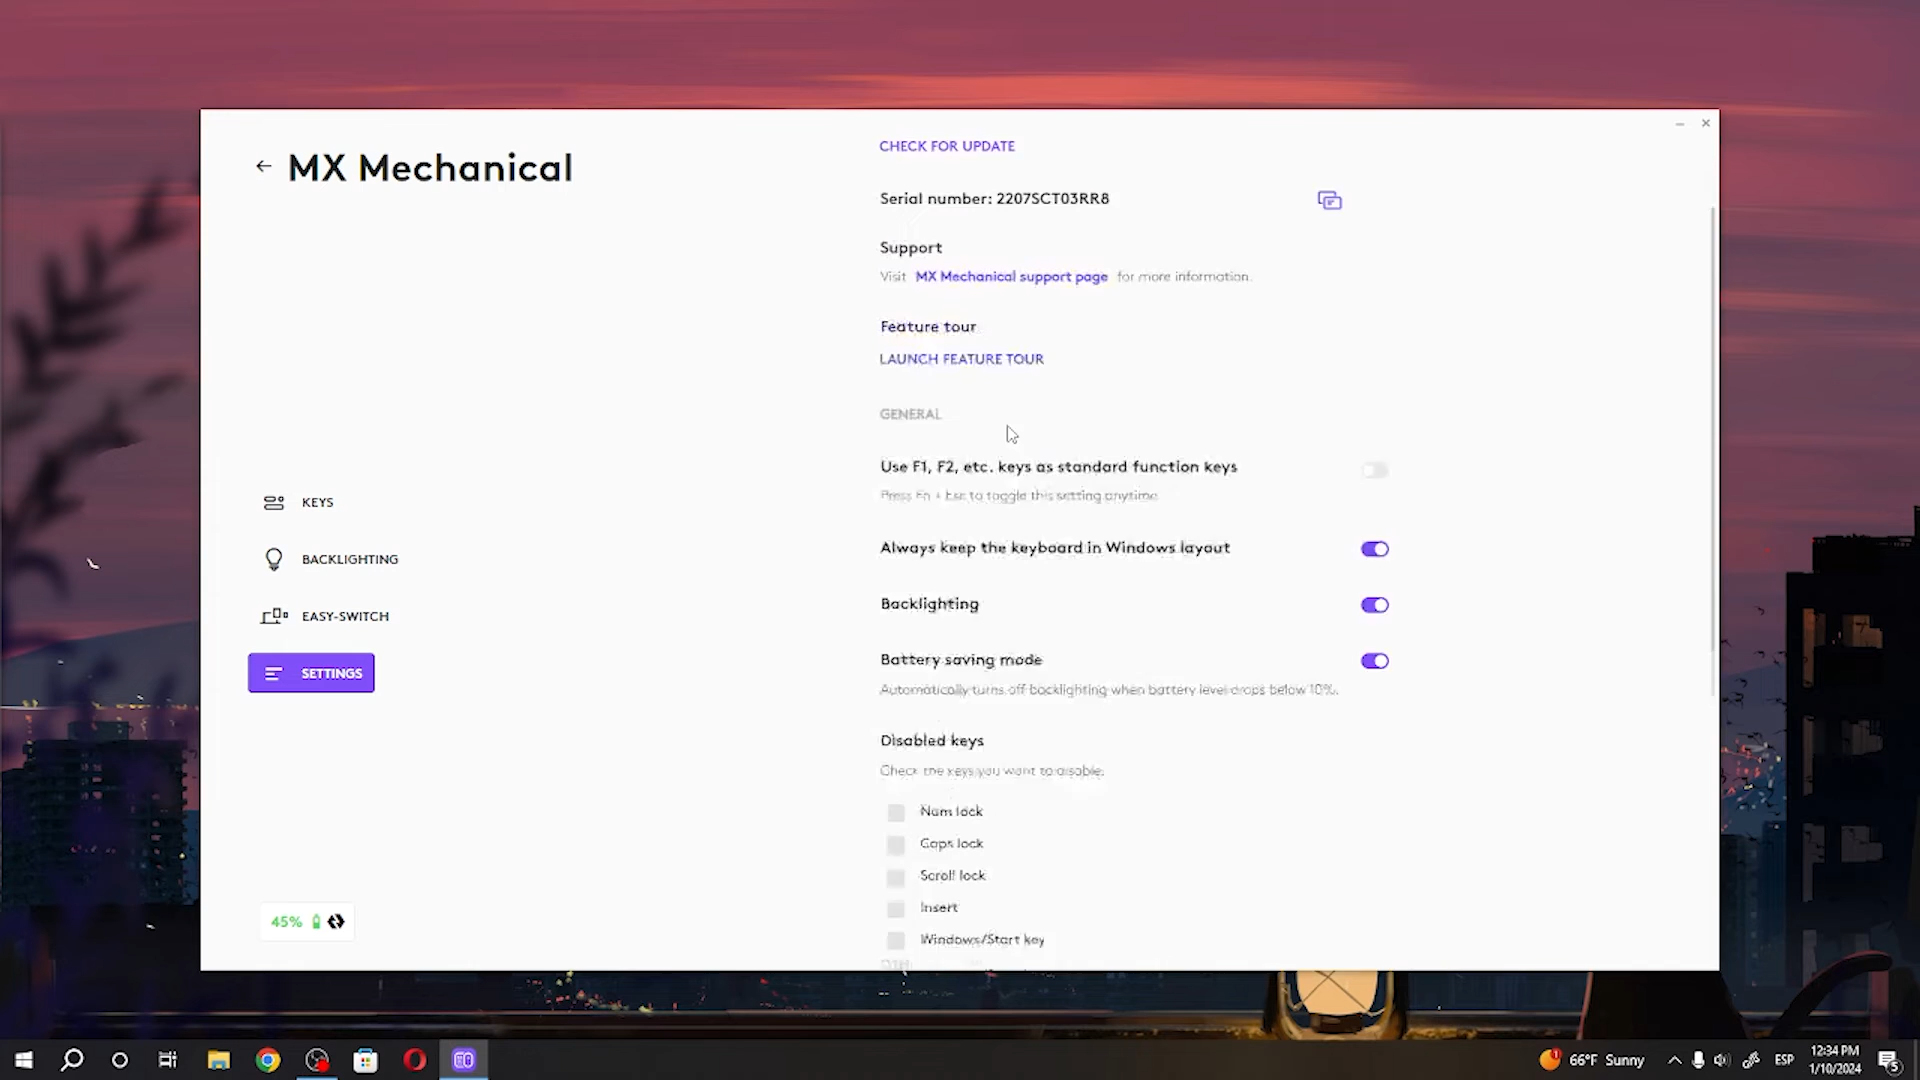 MX Mechanical
KEYS
BACKLIGHTING
EASY-SWITCH
SETTINGS
45%
CHECK FOR UPDATE
Serial number: 2207SCT03RR8
Support
Visit MX Mechanical support page for more information.
Feature tour
LAUNCH FEATURE TOUR
GENERAL
Use F1, F2, etc. keys as standard function keys
Press Fn + Esc to toggle this setting anytime
Always keep the keyboard in Windows layout
Backlighting
Battery saving mode
Automatically turns off backlighting when battery level drops below 10%.
Disabled keys
Check the keys you want to disable.
Num lock
Caps lock
Scroll lock
Insert
Windows/Start key
66°F Sunny
ESP
12:34 PM
1/10/2024
5